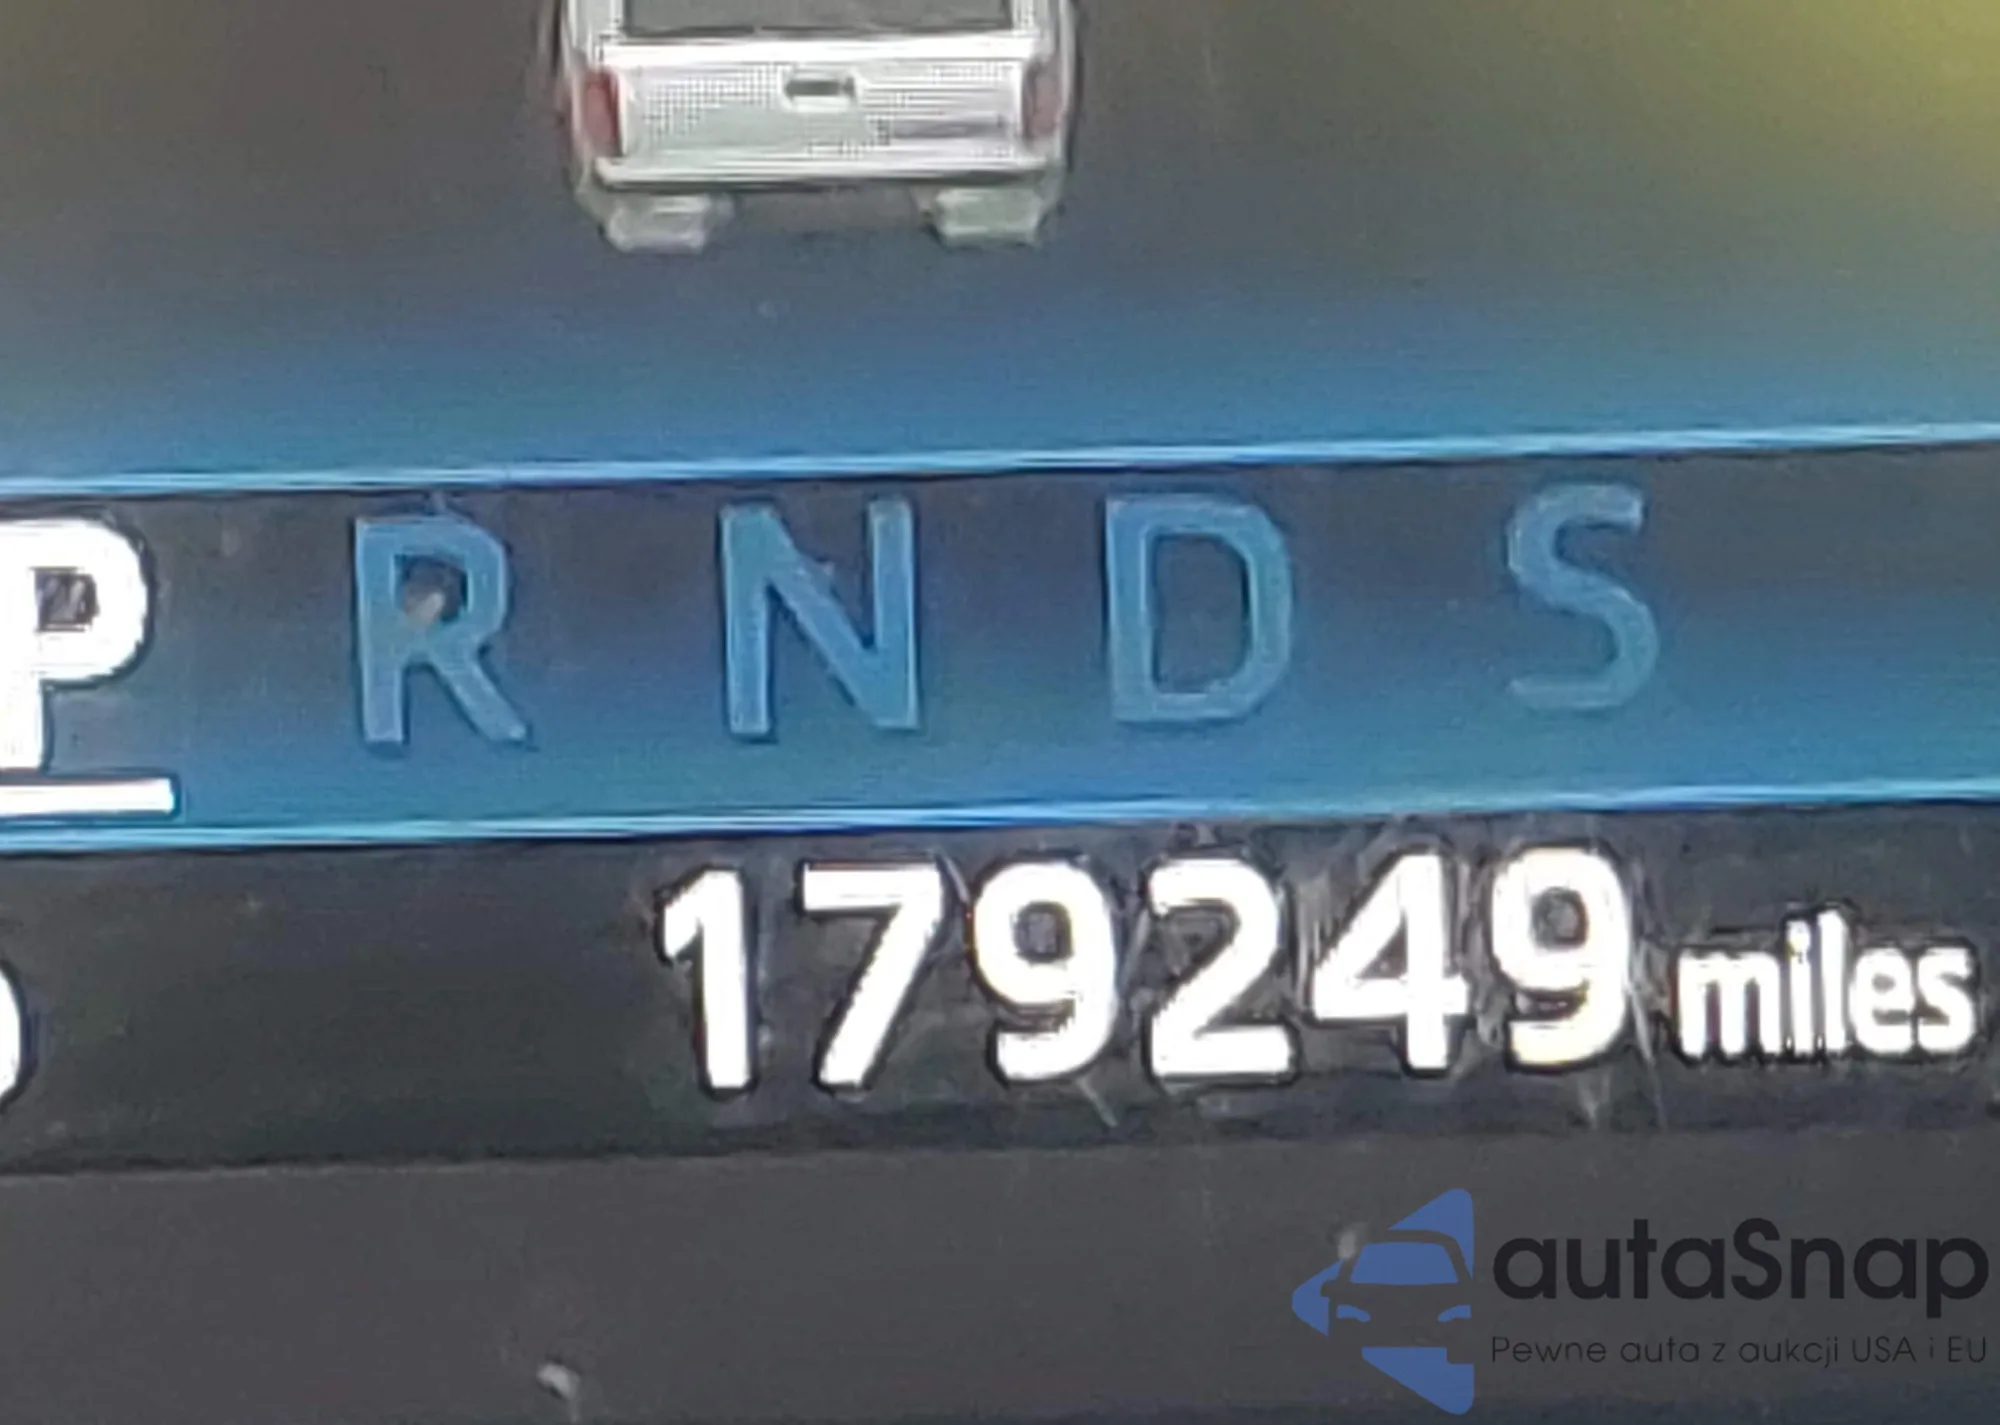 P R N D S
179249 miles
autaSnap
Pewne auta z aukcji USA i EU